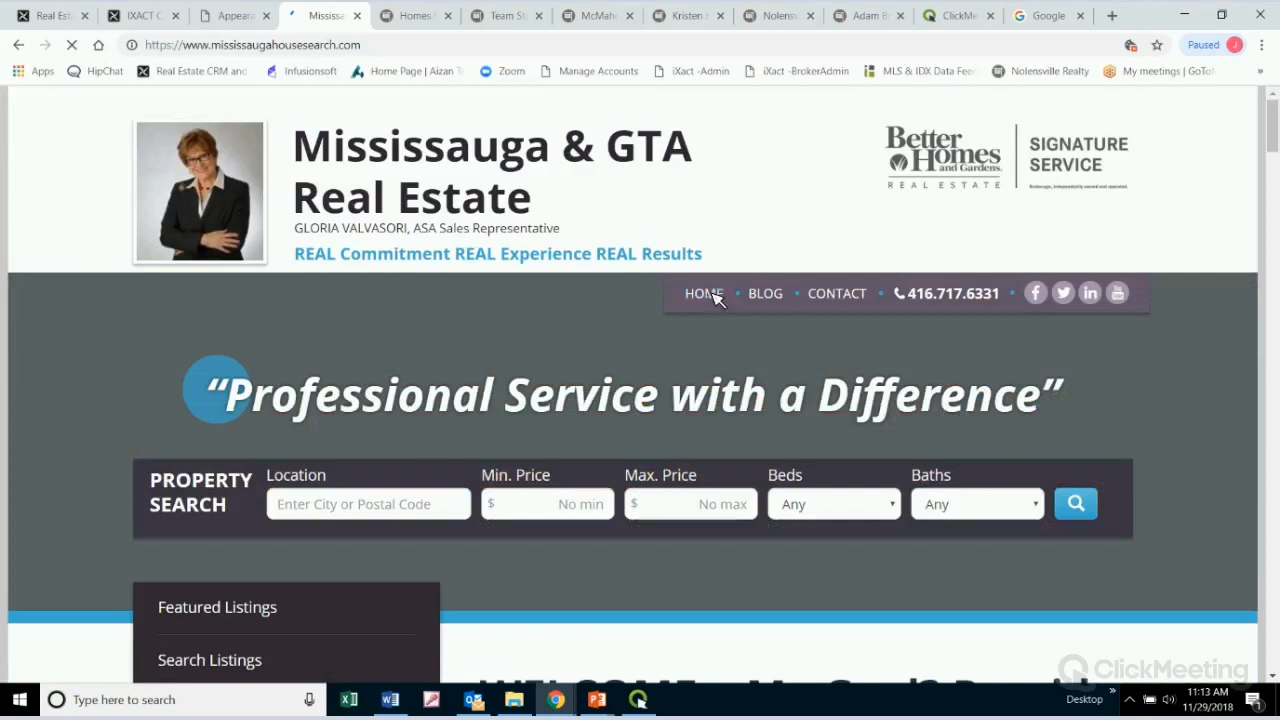 Real Est
IXACT C
Appeara
Mississa
Homes F
Team St
McMah
Kristen
Nolensv
Adam B
ClickMe
Google
https://www.mississaugahousesearch.com
Paused
J
Apps
HipChat
Real Estate CRM and
Infusionsoft
Home Page | Aizan T
Zoom
Manage Accounts
iXact -Admin
iXact -BrokerAdmin
MLS & IDX Data Fee
Nolensville Realty
My meetings | GoTo
»
Mississauga & GTA
Real Estate
GLORIA VALVASORI, ASA Sales Representative
REAL Commitment REAL Experience REAL Results
Better
Homes
and Gardens
REAL ESTATE
SIGNATURE
SERVICE
Brokerage, independently owned and operated.
HOME • BLOG • CONTACT • 416.717.6331 •
“Professional Service with a Difference”
PROPERTY
SEARCH
Location
Enter City or Postal Code
Min. Price
$ No min
Max. Price
$ No max
Beds
Any
Baths
Any
Featured Listings
Search Listings
ClickMeeting
Type here to search
Desktop
»
11:13 AM
11/29/2018
1